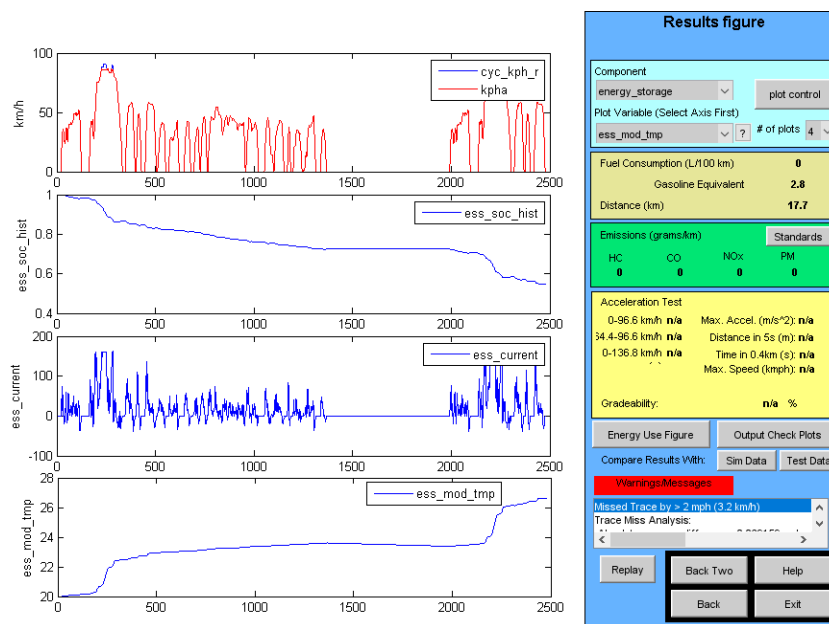 100
50
0
km/h
cyc_kph_r
kpha
0 500 1000 1500 2000 2500
1
0.8
0.6
0.4
ess_soc_hist
ess_soc_hist
0 500 1000 1500 2000 2500
200
100
0
-100
ess_current
ess_current
0 500 1000 1500 2000 2500
28
26
24
22
20
ess_mod_tmp
ess_mod_tmp
0 500 1000 1500 2000 2500
Results figure
Component
energy_storage
plot control
Plot Variable (Select Axis First)
ess_mod_tmp ? # of plots 4
Fuel Consumption (L/100 km) 0
Gasoline Equivalent 2.8
Distance (km) 17.7
Emissions (grams/km) Standards
HC CO NOx PM
0 0 0 0
Acceleration Test
0-96.6 km/h n/a Max. Accel. (m/s^2): n/a
64.4-96.6 km/h n/a Distance in 5s (m): n/a
0-136.8 km/h n/a Time in 0.4km (s): n/a
Max. Speed (kmph): n/a
Gradeability: n/a %
Energy Use Figure Output Check Plots
Compare Results With: Sim Data Test Data
Warnings/Messages
Missed Trace by > 2 mph (3.2 km/h)
Trace Miss Analysis:
Replay Back Two Help
Back Exit